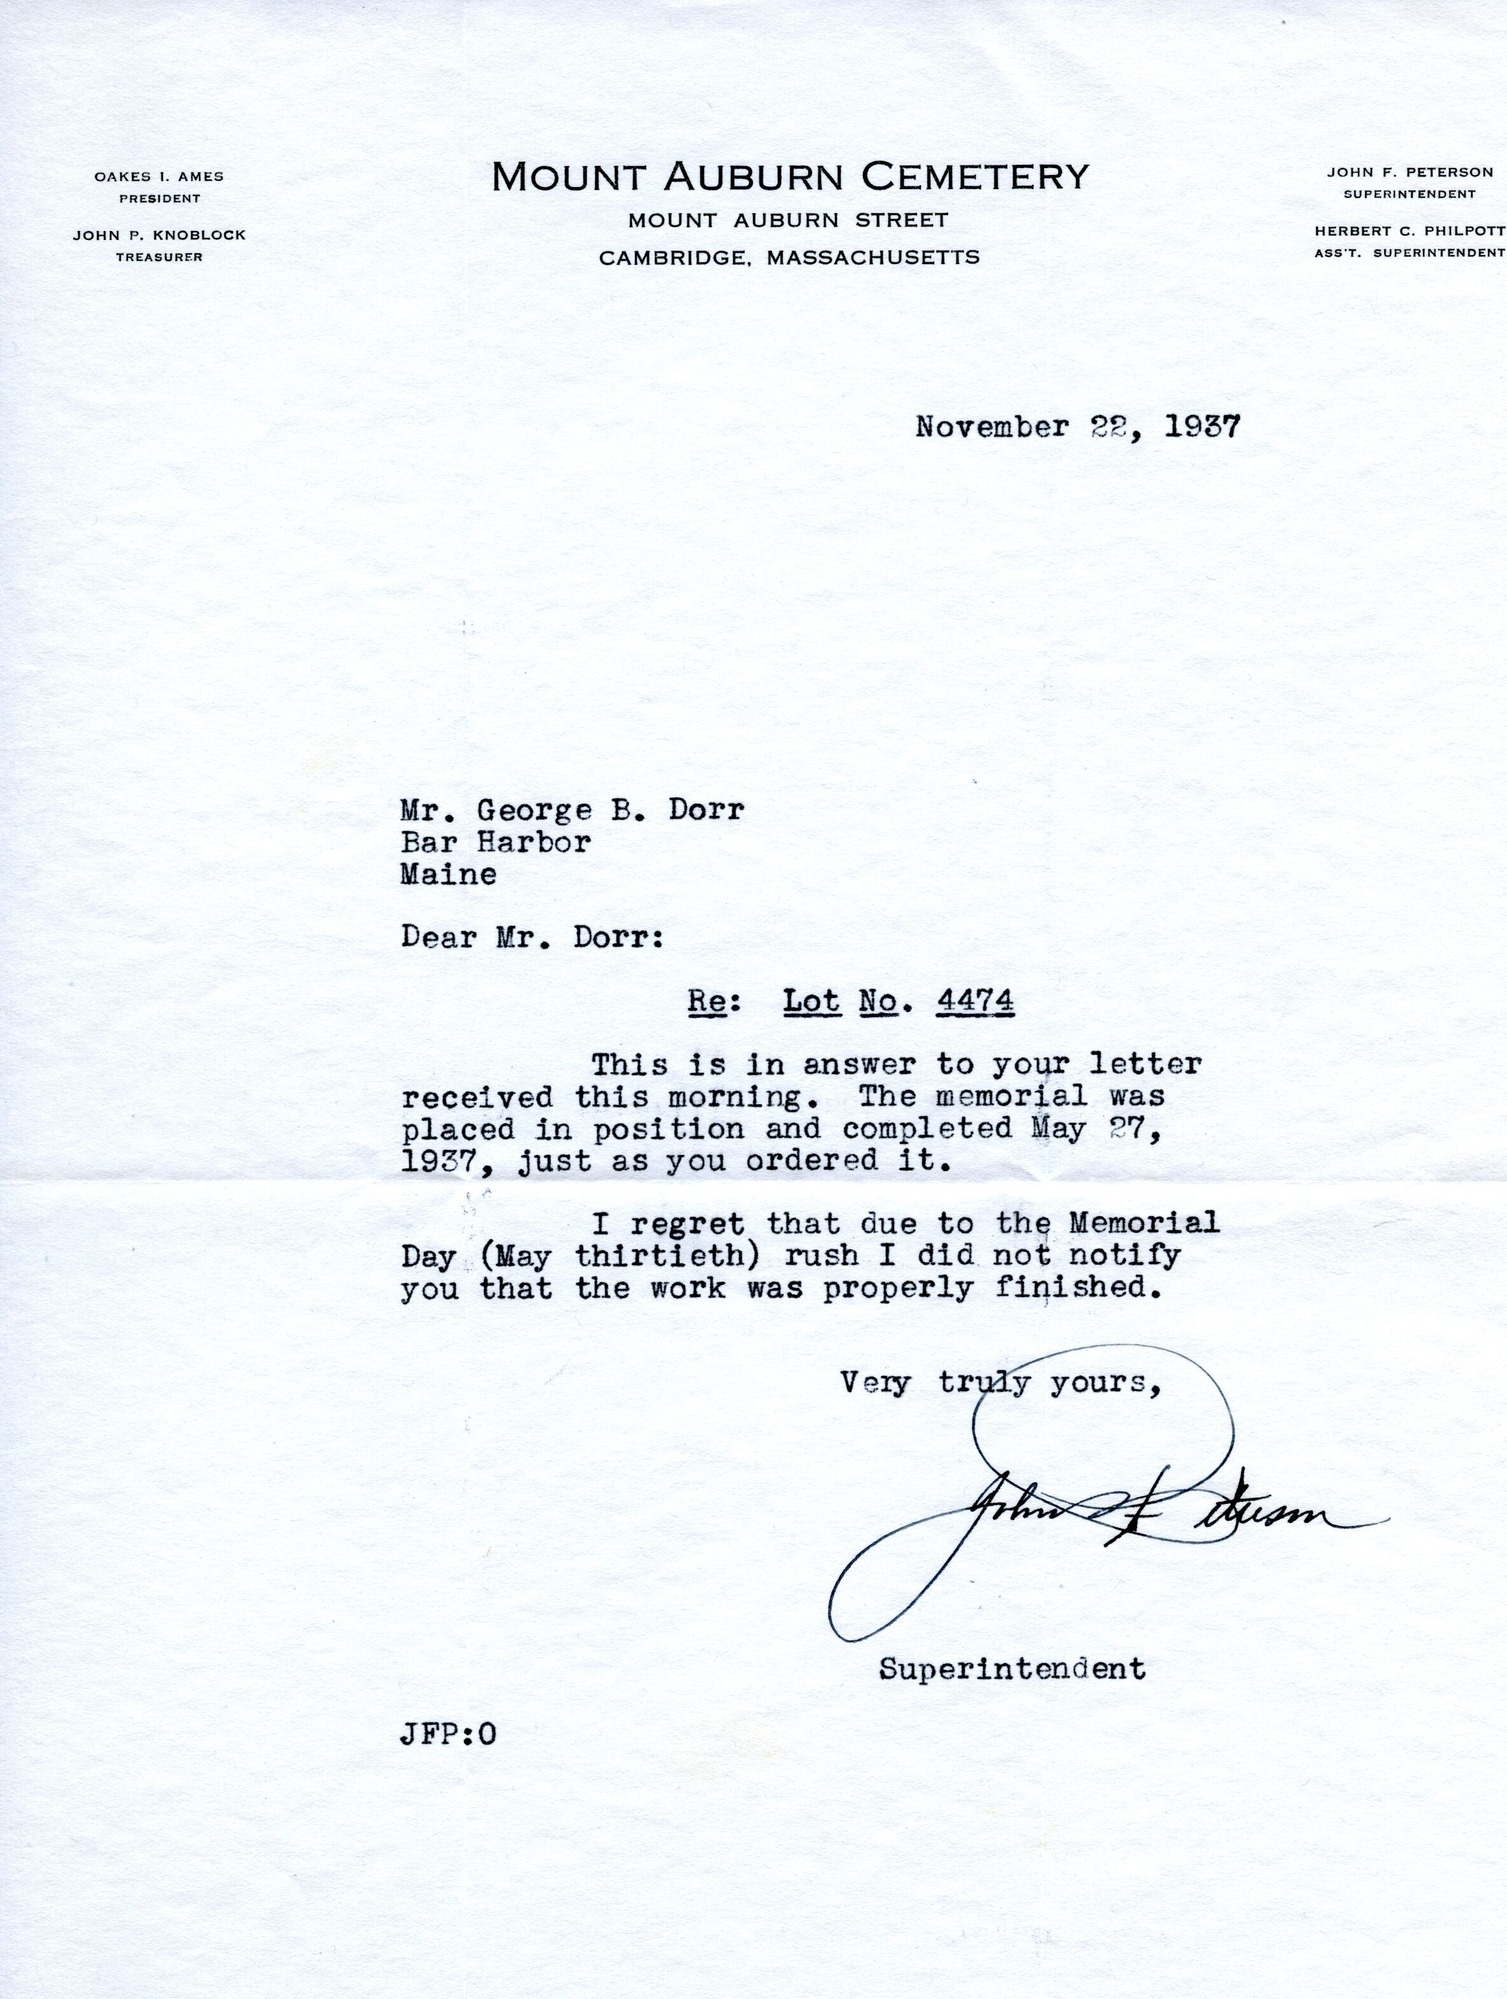 OAKES I. AMES
PRESIDENT
JOHN P. KNOBLOCK
TREASURER
MOUNT AUBURN CEMETERY
MOUNT AUBURN STREET
CAMBRIDGE, MASSACHUSETTS
JOHN F. PETERSON
SUPERINTENDENT
HERBERT C. PHILPOTT
ASS'T. SUPERINTENDENT
November 22, 1937
Mr. George B. Dorr
Bar Harbor
Maine
Dear Mr. Dorr:
Re: Lot No. 4474
This is in answer to your letter
received this morning. The memorial was
placed in position and completed May 27,
1937, just as you ordered it.
I regret that due to the Memorial
Day (May thirtieth) rush I did not notify
you that the work was properly finished.
Very truly yours,
John F Peterson
Superintendent
JFP:O